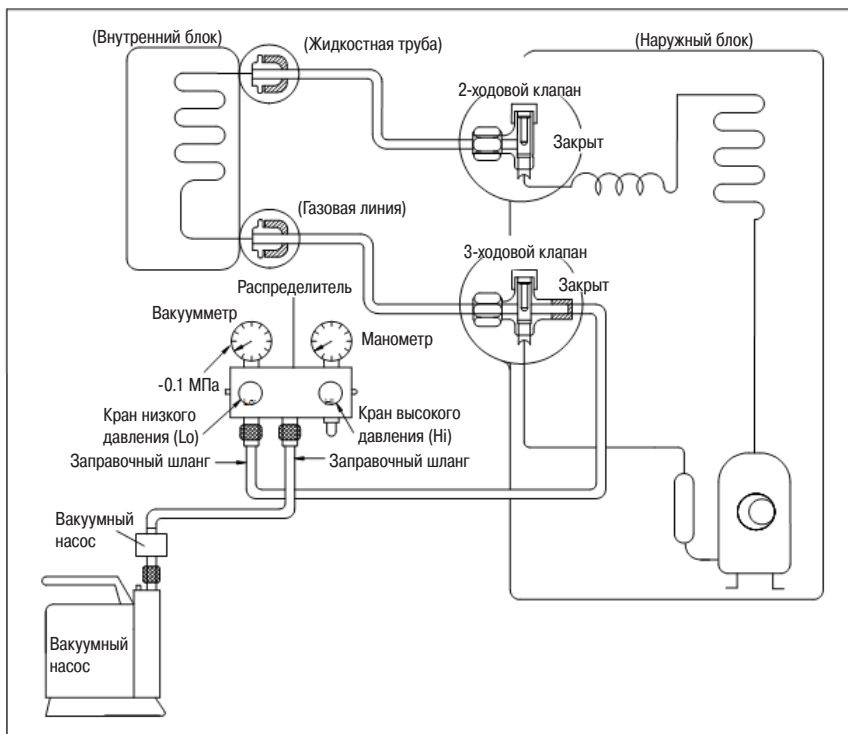 (Внутренний блок)
(Жидкостная труба)
(Наружный блок)
2-ходовой клапан
Закрыт
(Газовая линия)
3-ходовой клапан
Закрыт
Распределитель
Вакуумметр
Манометр
-0.1 МПа
Lo
Hi
Кран низкого
давления (Lo)
Кран высокого
давления (Hi)
Заправочный шланг
Заправочный шланг
Вакуумный
насос
Вакуумный
насос